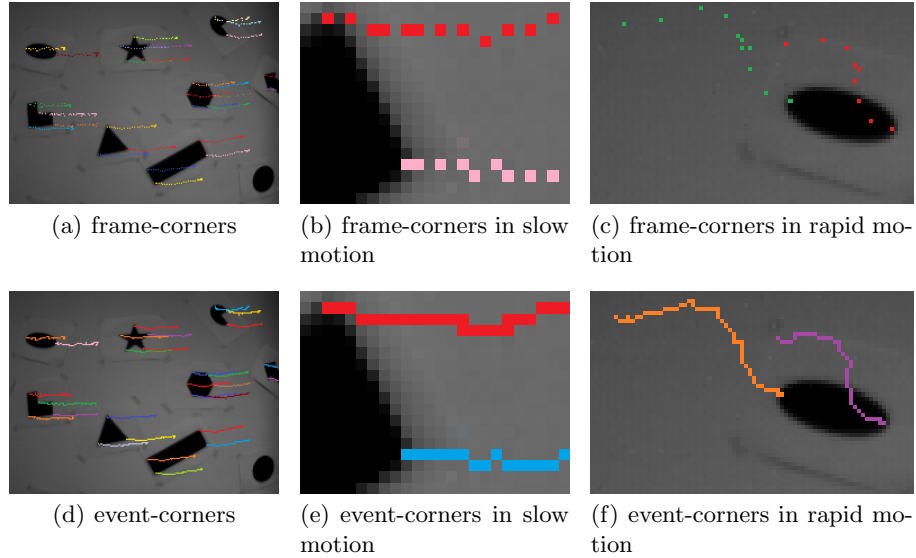 (a) frame-corners
(b) frame-corners in slow
motion
(c) frame-corners in rapid mo-
tion
(d) event-corners
(e) event-corners in slow
motion
(f) event-corners in rapid mo-
tion